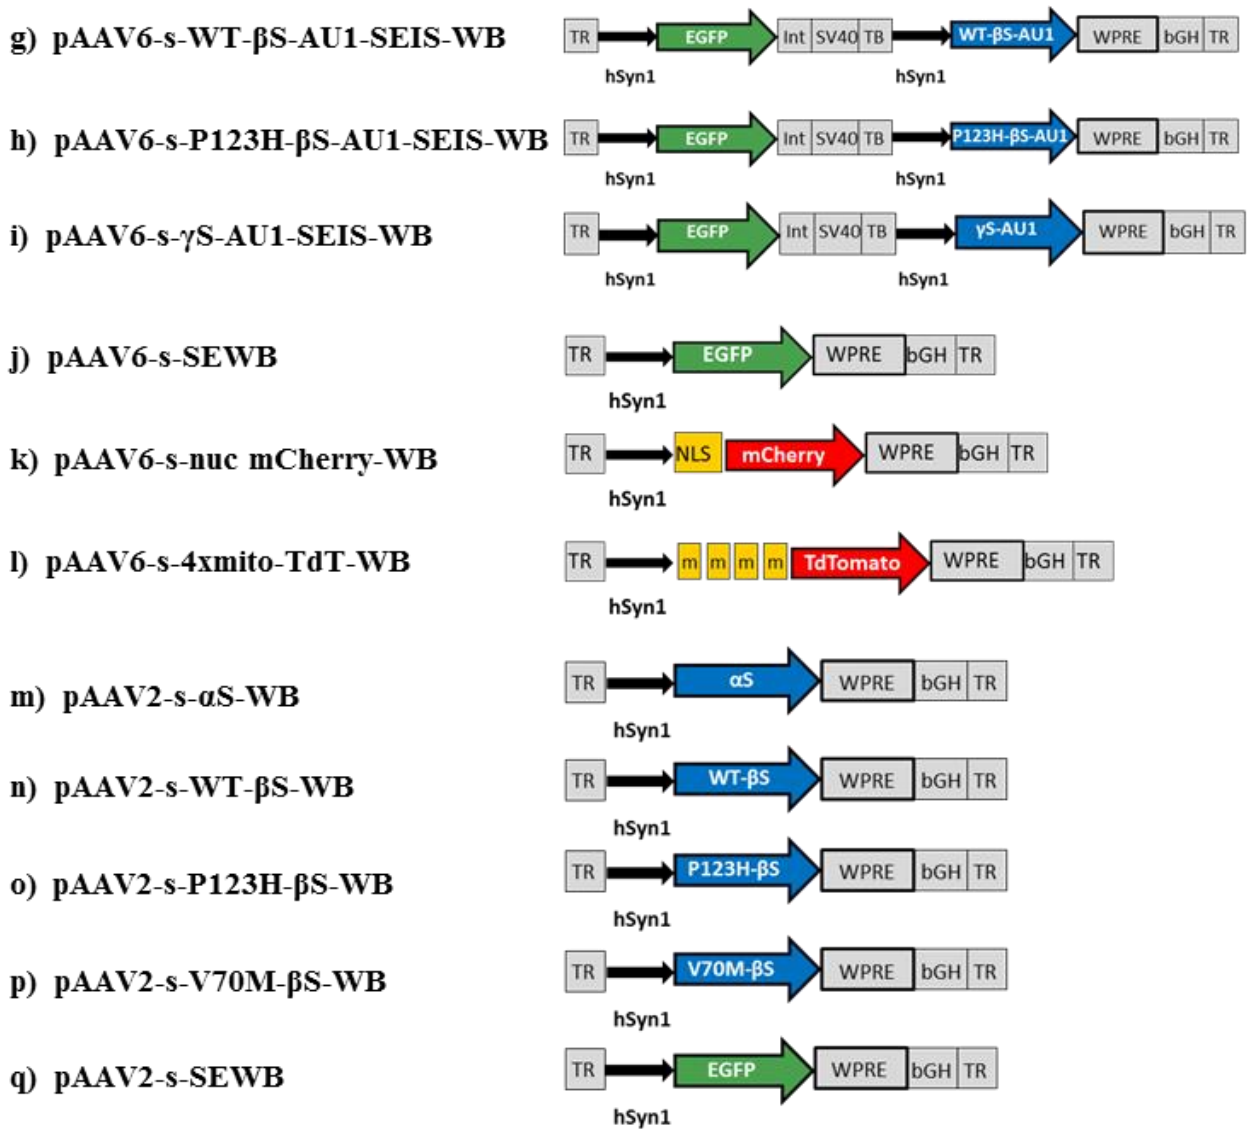 g) pAAV6-s-WT-βS-AU1-SEIS-WB TR EGFP Int SV40 TB WT-βS-AU1 WPRE bGH TR
hSyn1 hSyn1
h) pAAV6-s-P123H-βS-AU1-SEIS-WB TR EGFP Int SV40 TB P123H-βS-AU1 WPRE bGH TR
hSyn1 hSyn1
i) pAAV6-s-γS-AU1-SEIS-WB TR EGFP Int SV40 TB γS-AU1 WPRE bGH TR
hSyn1 hSyn1
j) pAAV6-s-SEWB TR EGFP WPRE bGH TR
hSyn1
k) pAAV6-s-nuc mCherry-WB TR NLS mCherry WPRE bGH TR
hSyn1
l) pAAV6-s-4xmito-TdT-WB TR m m m m TdTomato WPRE bGH TR
hSyn1
m) pAAV2-s-αS-WB TR αS WPRE bGH TR
hSyn1
n) pAAV2-s-WT-βS-WB TR WT-βS WPRE bGH TR
hSyn1
o) pAAV2-s-P123H-βS-WB TR P123H-βS WPRE bGH TR
hSyn1
p) pAAV2-s-V70M-βS-WB TR V70M-βS WPRE bGH TR
hSyn1
q) pAAV2-s-SEWB TR EGFP WPRE bGH TR
hSyn1